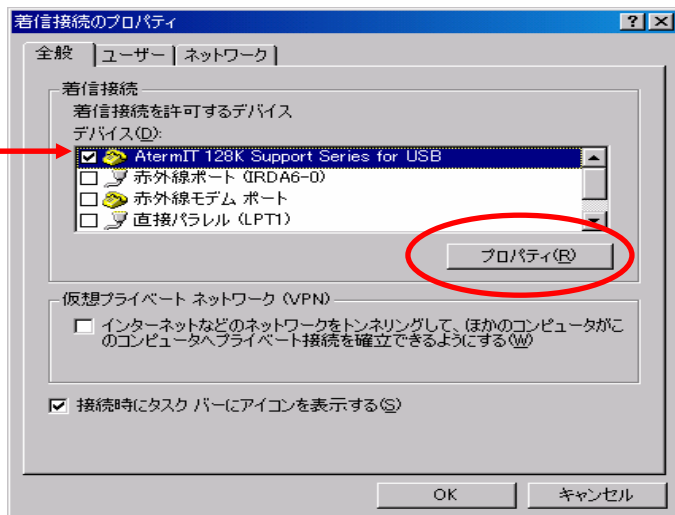 着信接続のプロパティ
全般 ユーザー ネットワーク
着信接続
着信接続を許可するデバイス
デバイス(D):
AtermIT 128K Support Series for USB
赤外線ポート (IRDA6-0)
赤外線モデム ポート
直接パラレル (LPT1)
プロパティ(R)
仮想プライベート ネットワーク (VPN)
インターネットなどのネットワークをトンネリングして、ほかのコンピュータがこ
のコンピュータへプライベート接続を確立できるようにする(W)
接続時にタスク バーにアイコンを表示する(S)
OK キャンセル